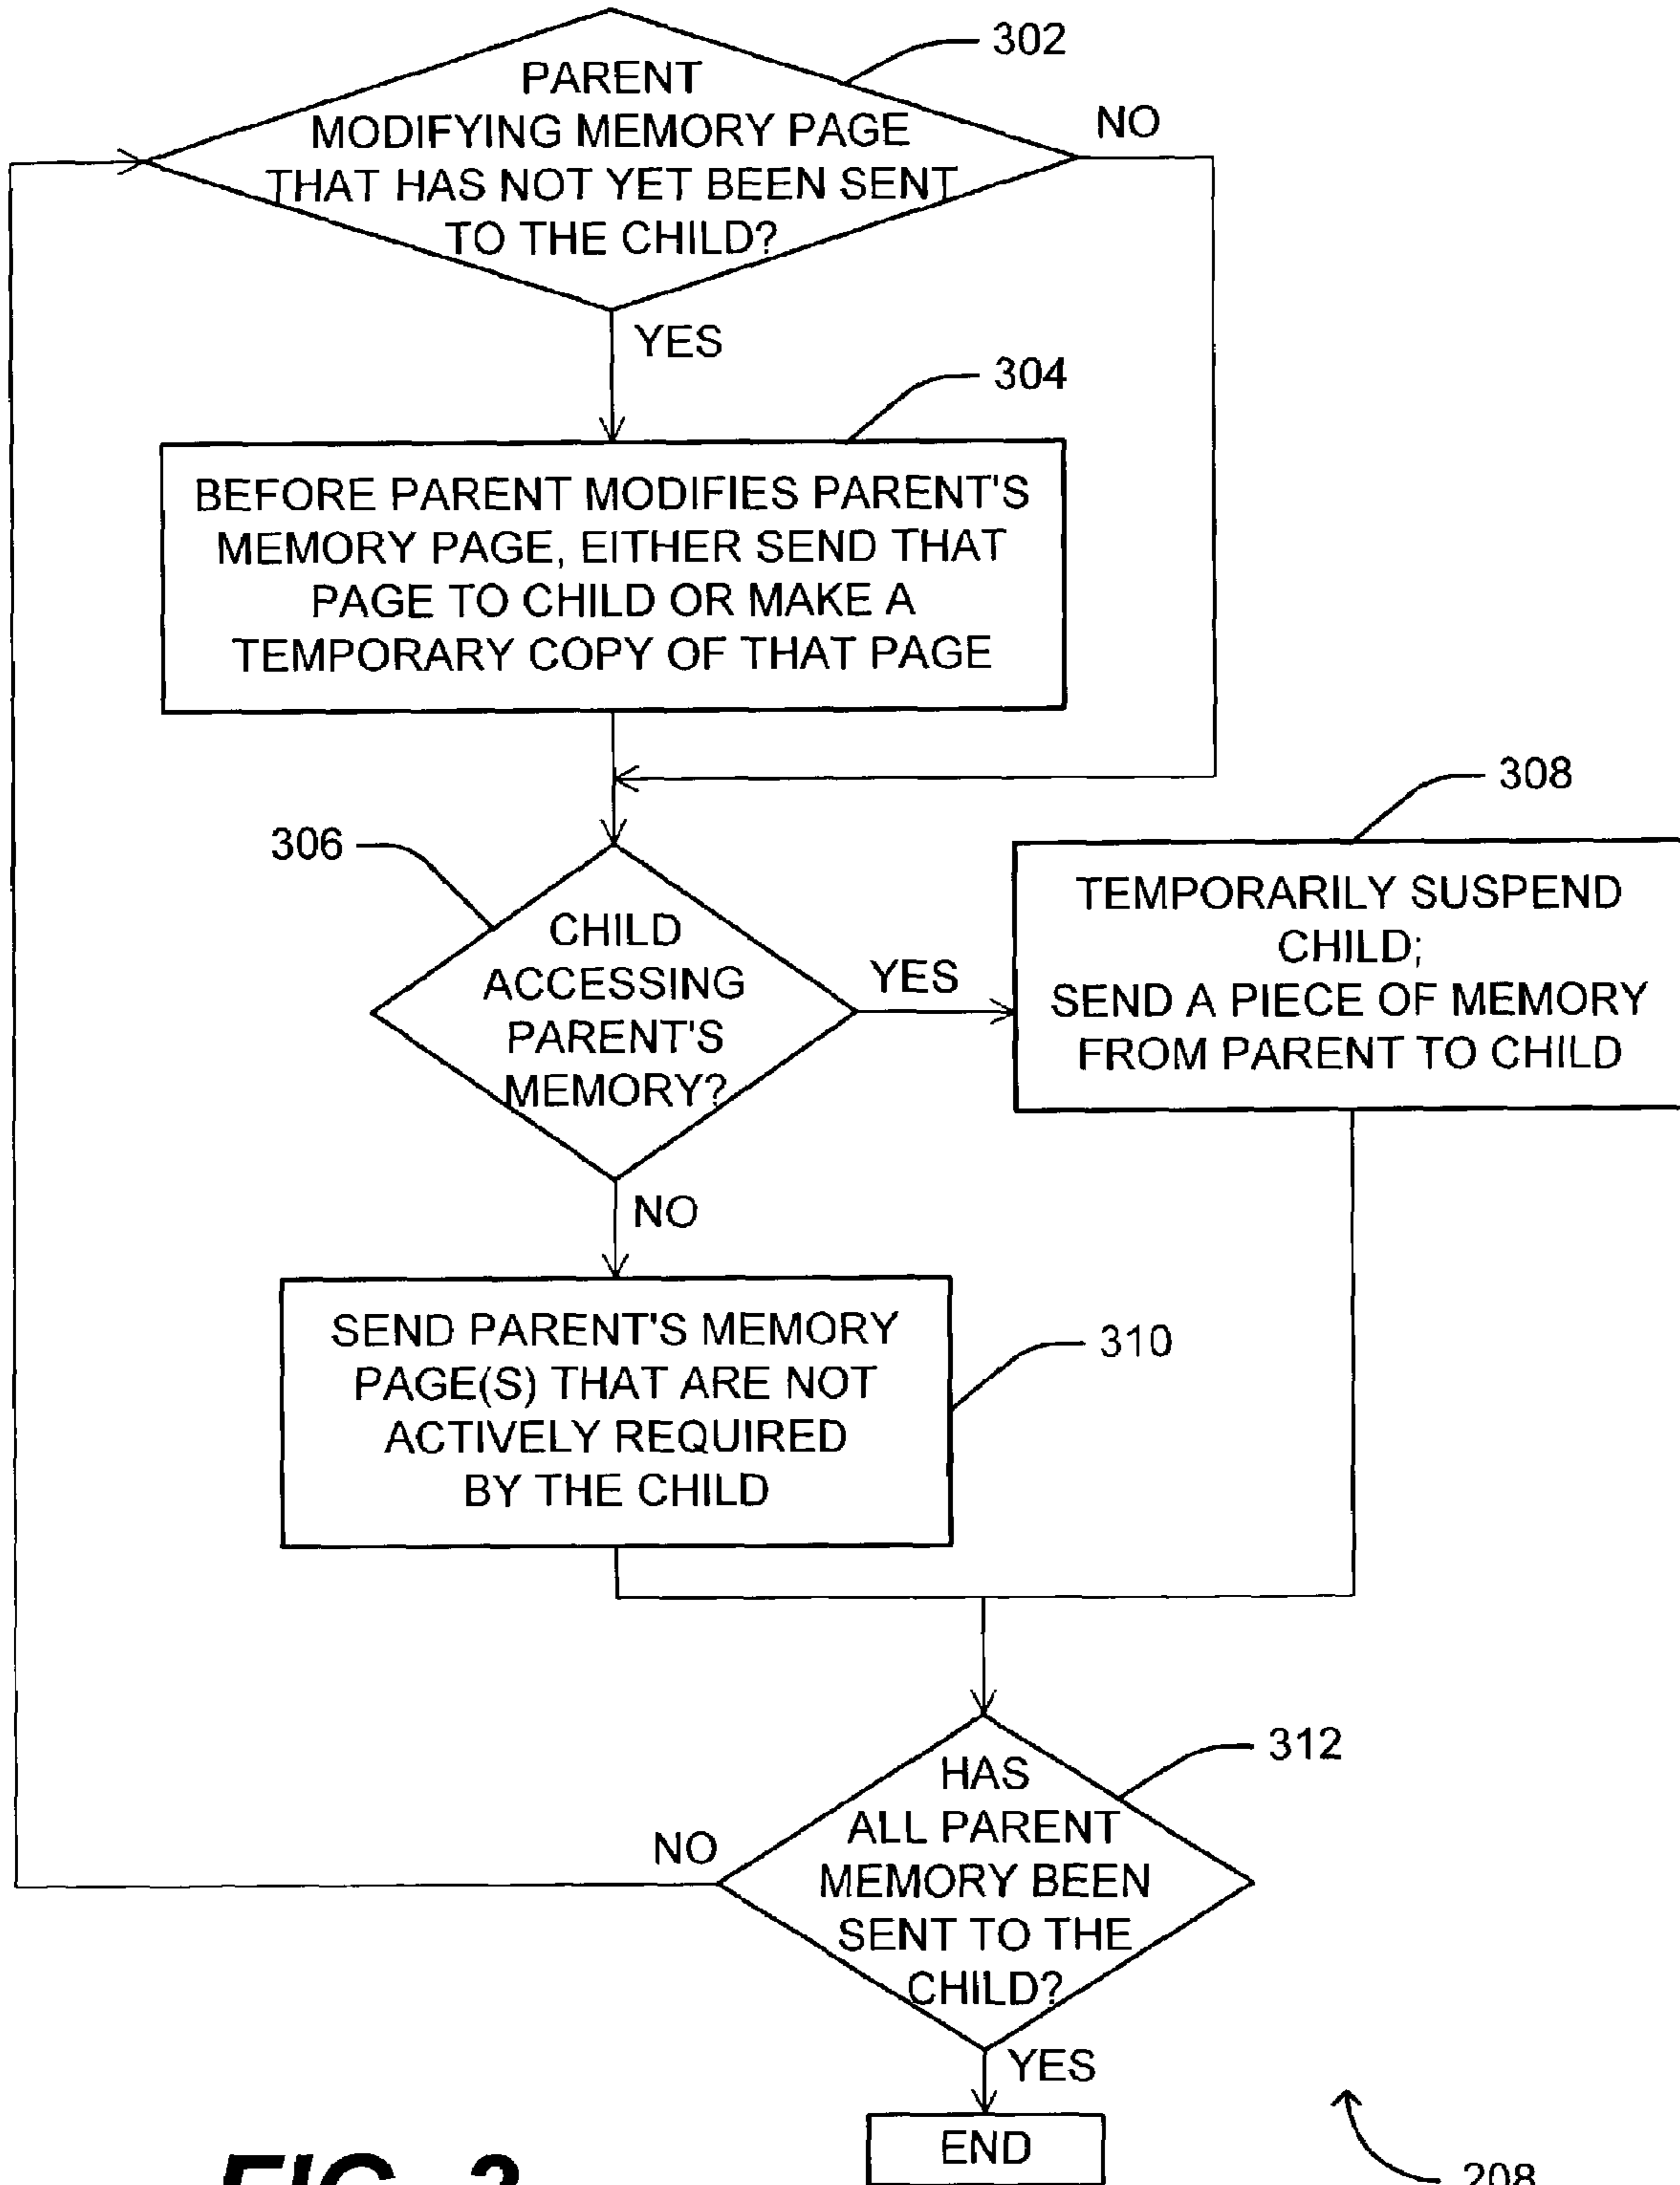 302
PARENT
MODIFYING MEMORY PAGE
THAT HAS NOT YET BEEN SENT
TO THE CHILD?
NO
YES
304
BEFORE PARENT MODIFIES PARENT'S
MEMORY PAGE, EITHER SEND THAT
PAGE TO CHILD OR MAKE A
TEMPORARY COPY OF THAT PAGE
306
CHILD
ACCESSING
PARENT'S
MEMORY?
YES
308
TEMPORARILY SUSPEND
CHILD;
SEND A PIECE OF MEMORY
FROM PARENT TO CHILD
NO
SEND PARENT'S MEMORY
PAGE(S) THAT ARE NOT
ACTIVELY REQUIRED
BY THE CHILD
310
312
HAS
ALL PARENT
MEMORY BEEN
SENT TO THE
CHILD?
NO
YES
END
208
FIG.